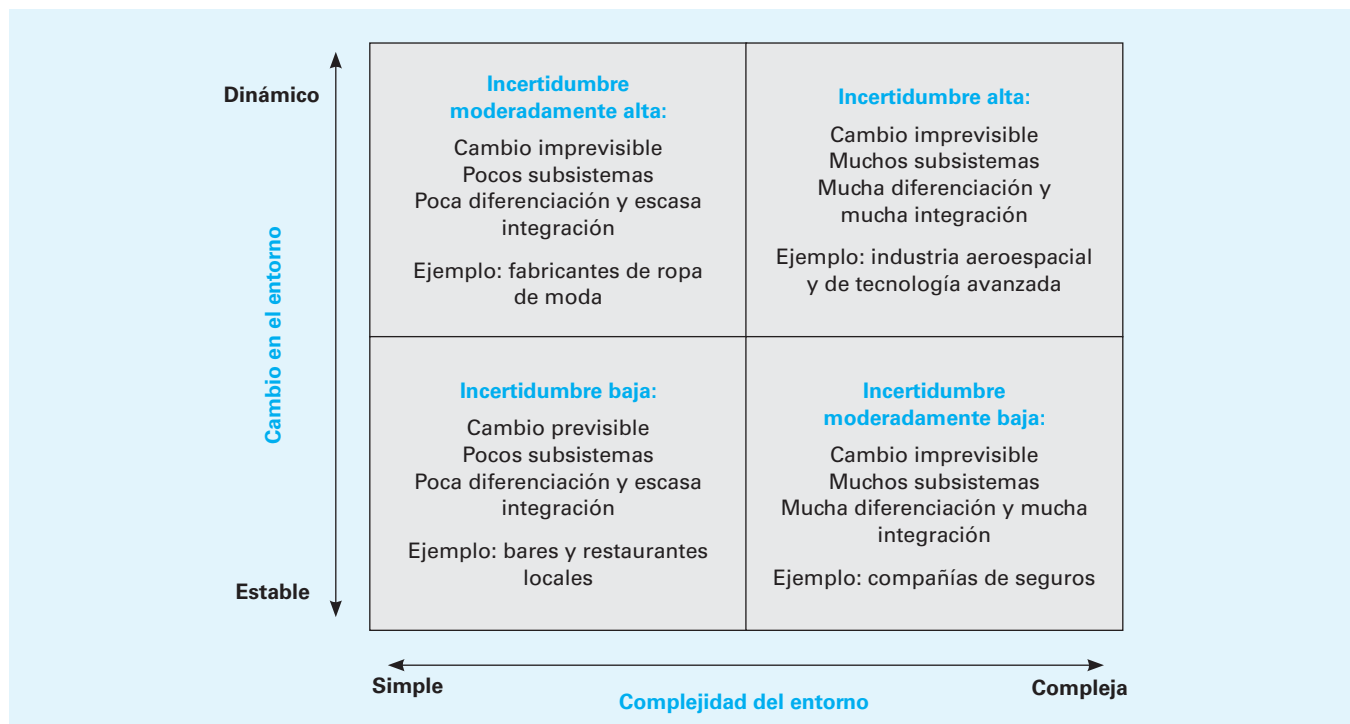 Dinámico
Cambio en el entorno
Estable
Incertidumbre
moderadamente alta:
Cambio imprevisible
Pocos subsistemas
Poca diferenciación y escasa
integración
Ejemplo: fabricantes de ropa
de moda
Incertidumbre alta:
Cambio imprevisible
Muchos subsistemas
Mucha diferenciación y
mucha integración
Ejemplo: industria aeroespacial
y de tecnología avanzada
Incertidumbre baja:
Cambio previsible
Pocos subsistemas
Poca diferenciación y escasa
integración
Ejemplo: bares y restaurantes
locales
Incertidumbre
moderadamente baja:
Cambio imprevisible
Muchos subsistemas
Mucha diferenciación y mucha
integración
Ejemplo: compañías de seguros
Simple
Complejidad del entorno
Compleja